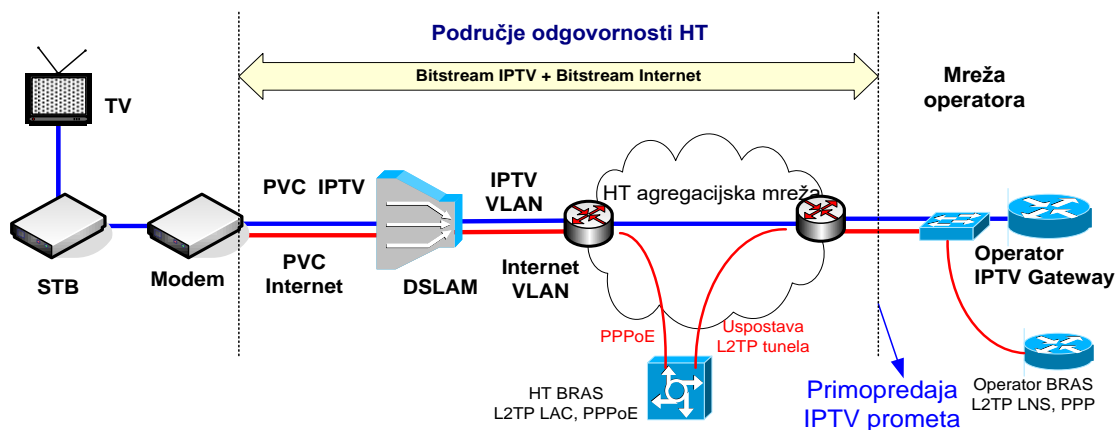 Područje odgovornosti HT
Bitstream IPTV + Bitstream Internet
Mreža
operatora
TV
PVC IPTV
IPTV
VLAN
HT agregacijska mreža
STB
Modem
PVC
Internet
DSLAM
Internet
VLAN
Operator
IPTV Gateway
PPPoE
Uspostava
L2TP tunela
HT BRAS
L2TP LAC, PPPoE
Primopredaja
IPTV prometa
Operator BRAS
L2TP LNS, PPP